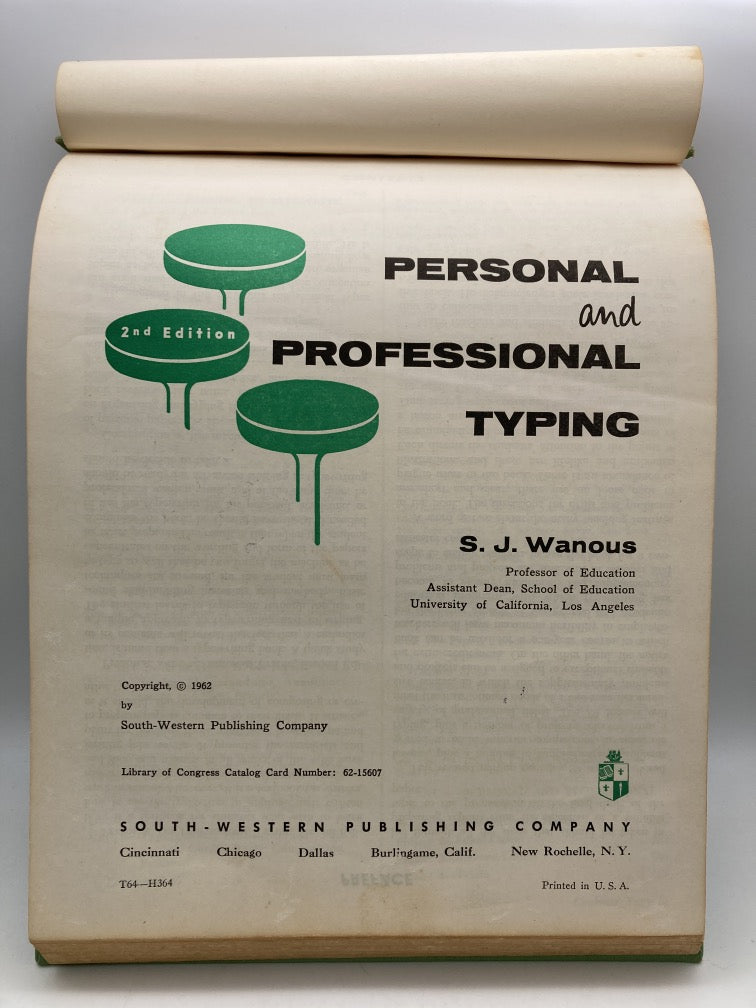 PERSONAL
and
2nd Edition
PROFESSIONAL
TYPING
S. J. Wanous
Professor of Education
Assistant Dean, School of Education
University of California, Los Angeles
Copyright, © 1962
by
South-Western Publishing Company
Library of Congress Catalog Card Number: 62-15607
SOUTH-WESTERN PUBLISHING COMPANY
Cincinnati Chicago Dallas Burlingame, Calif. New Rochelle, N. Y.
PREFACE
T64—H364 Printed in U. S. A.